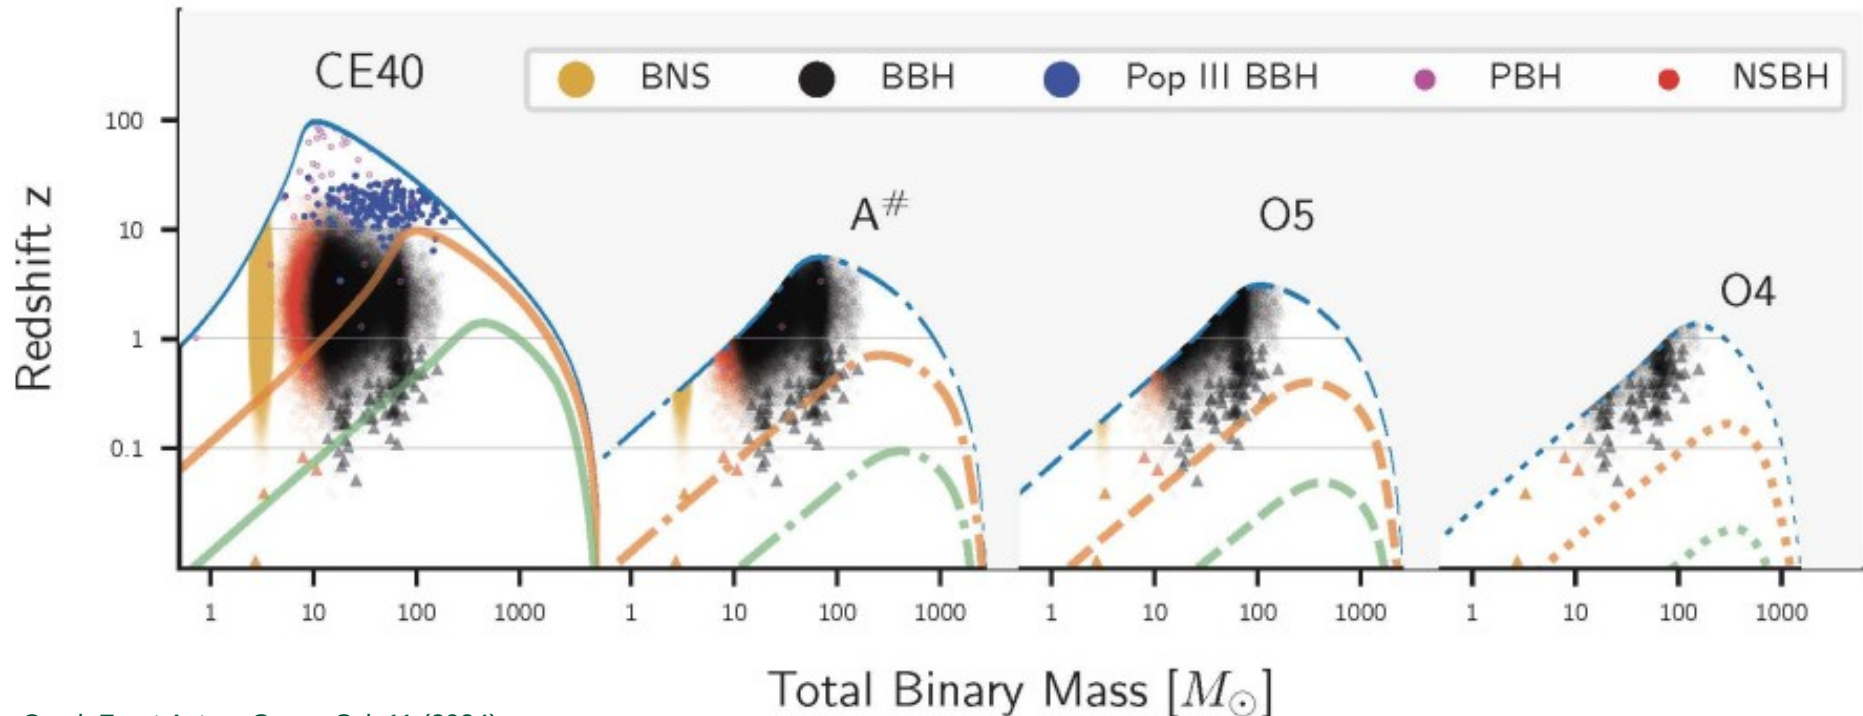 CE40
BNS BBH Pop III BBH PBH NSBH
A#
O5
O4
Redshift z
100
10
1
0.1
1 10 100 1000 1 10 100 1000 1 10 100 1000 1 10 100 1000
Total Binary Mass [M☉]